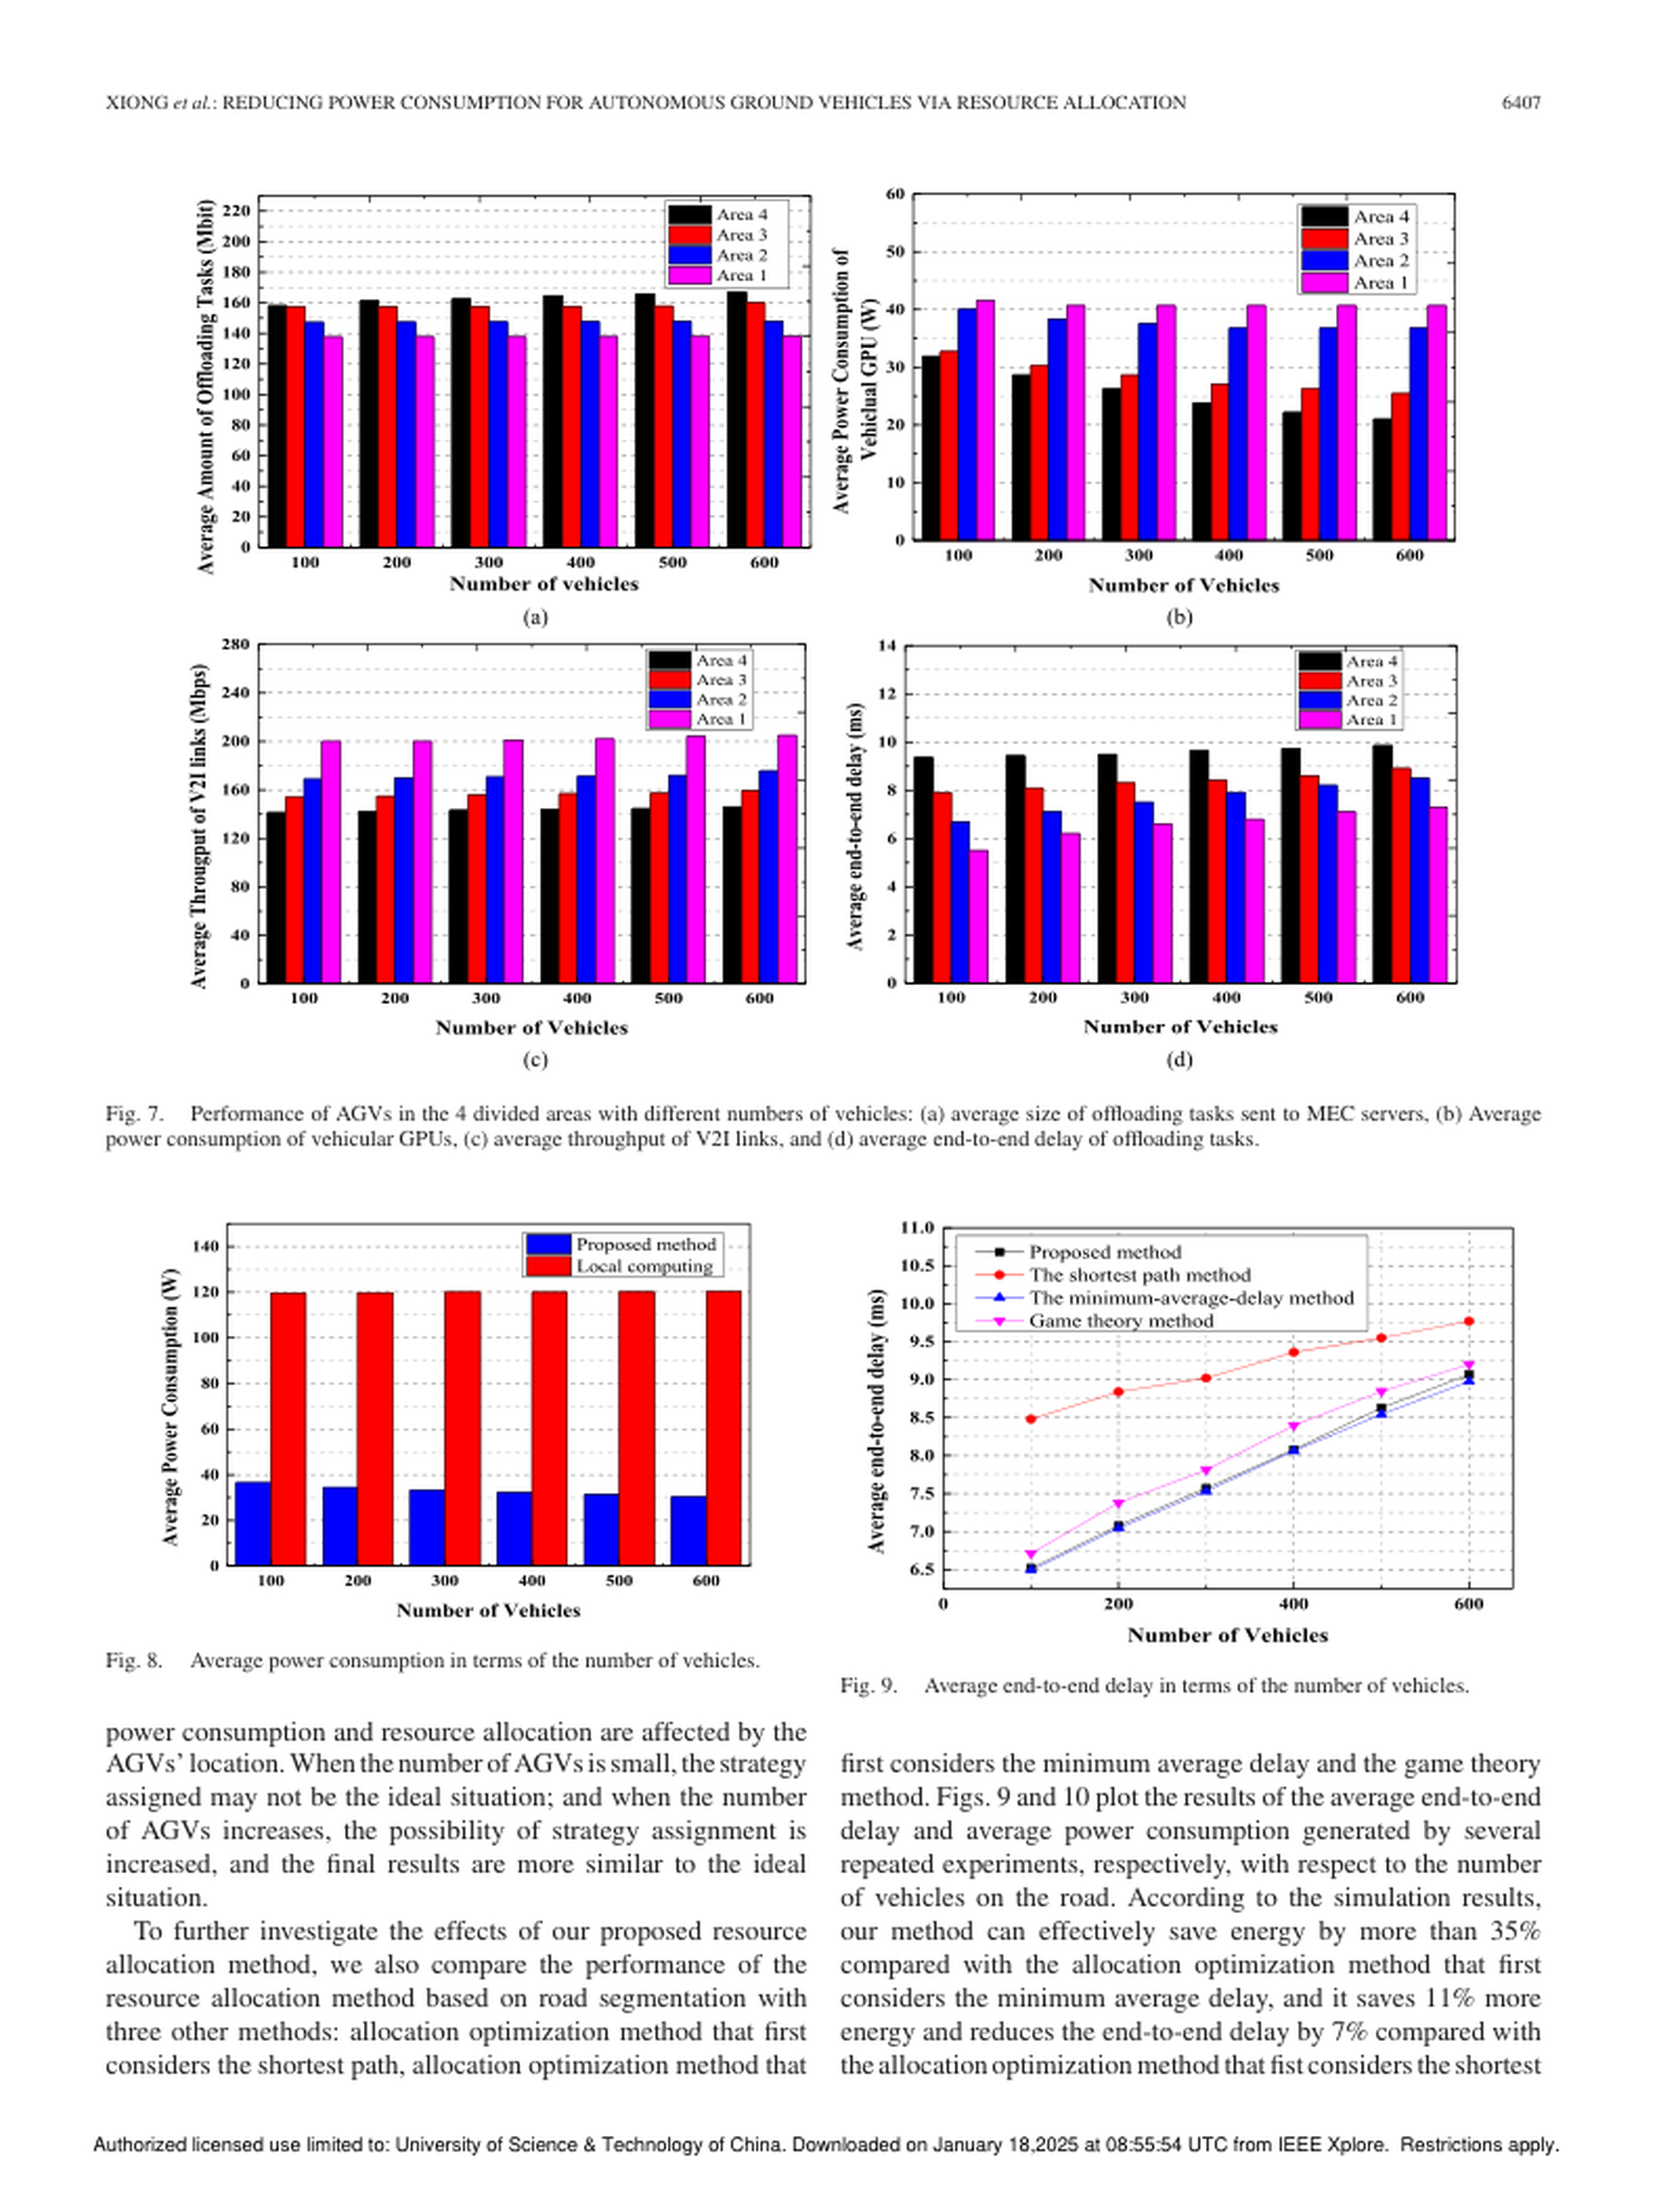 XIONG et al.: REDUCING POWER CONSUMPTION FOR AUTONOMOUS GROUND VEHICLES VIA RESOURCE ALLOCATION 6407
Average Amount of Offloading Tasks (Mbit)
220
200
180
160
140
120
100
80
60
40
20
0
Area 4
Area 3
Area 2
Area 1
100 200 300 400 500 600
Number of vehicles
(a)
Average Power Consumption of
Vehiclual GPU (W)
60
50
40
30
20
10
0
Area 4
Area 3
Area 2
Area 1
100 200 300 400 500 600
Number of Vehicles
(b)
Average Througput of V2I links (Mbps)
280
240
200
160
120
80
40
0
Area 4
Area 3
Area 2
Area 1
100 200 300 400 500 600
Number of Vehicles
(c)
Average end-to-end delay (ms)
14
12
10
8
6
4
2
0
Area 4
Area 3
Area 2
Area 1
100 200 300 400 500 600
Number of Vehicles
(d)
Fig. 7. Performance of AGVs in the 4 divided areas with different numbers of vehicles: (a) average size of offloading tasks sent to MEC servers, (b) Average
power consumption of vehicular GPUs, (c) average throughput of V2I links, and (d) average end-to-end delay of offloading tasks.
Average Power Consumption (W)
140
120
100
80
60
40
20
0
Proposed method
Local computing
100 200 300 400 500 600
Number of Vehicles
Fig. 8. Average power consumption in terms of the number of vehicles.
power consumption and resource allocation are affected by the
AGVs' location. When the number of AGVs is small, the strategy
assigned may not be the ideal situation; and when the number
of AGVs increases, the possibility of strategy assignment is
increased, and the final results are more similar to the ideal
situation.
To further investigate the effects of our proposed resource
allocation method, we also compare the performance of the
resource allocation method based on road segmentation with
three other methods: allocation optimization method that first
considers the shortest path, allocation optimization method that
Average end-to-end delay (ms)
11.0
10.5
10.0
9.5
9.0
8.5
8.0
7.5
7.0
6.5
Proposed method
The shortest path method
The minimum-average-delay method
Game theory method
0 200 400 600
Number of Vehicles
Fig. 9. Average end-to-end delay in terms of the number of vehicles.
first considers the minimum average delay and the game theory
method. Figs. 9 and 10 plot the results of the average end-to-end
delay and average power consumption generated by several
repeated experiments, respectively, with respect to the number
of vehicles on the road. According to the simulation results,
our method can effectively save energy by more than 35%
compared with the allocation optimization method that first
considers the minimum average delay, and it saves 11% more
energy and reduces the end-to-end delay by 7% compared with
the allocation optimization method that fist considers the shortest
Authorized licensed use limited to: University of Science & Technology of China. Downloaded on January 18,2025 at 08:55:54 UTC from IEEE Xplore. Restrictions apply.